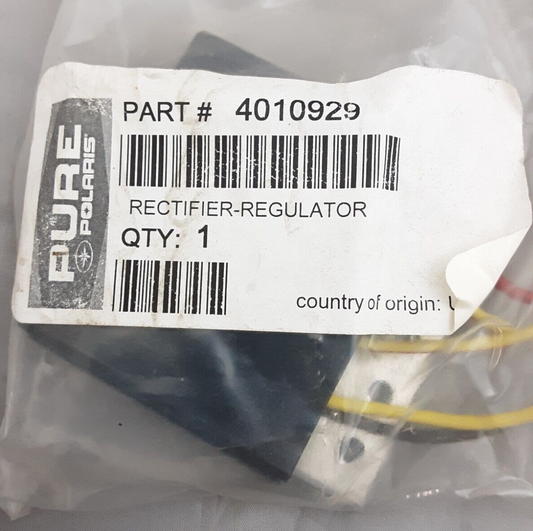 PURE
POLARIS
PART # 4010929
RECTIFIER-REGULATOR
QTY: 1
country of origin: